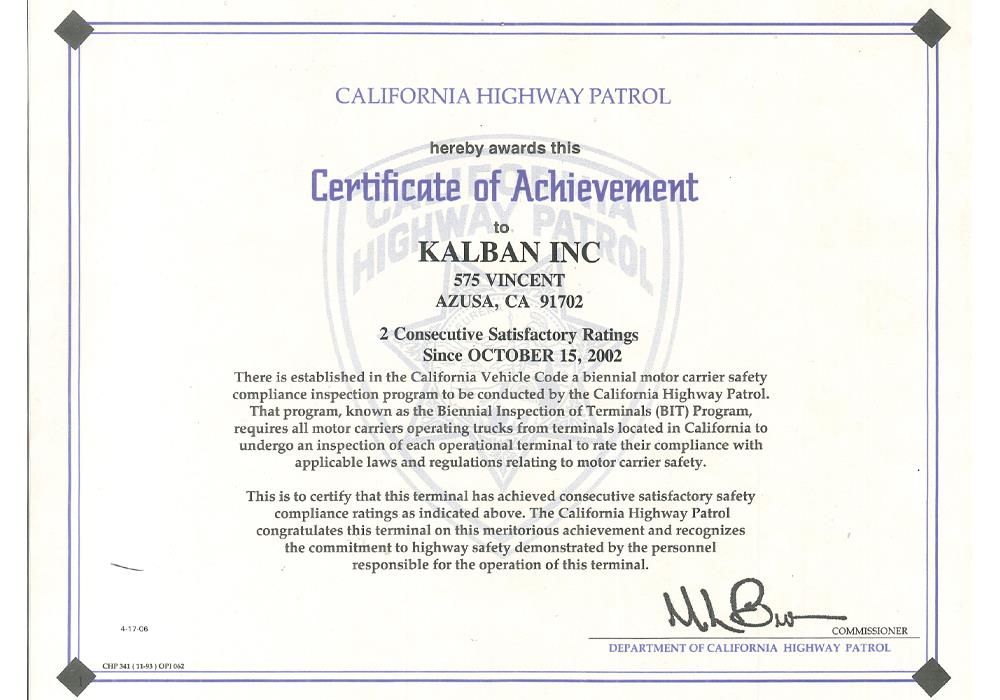 CALIFORNIA HIGHWAY PATROL
hereby awards this
Certificate of Achievement
to
KALBAN INC
575 VINCENT
AZUSA, CA 91702
2 Consecutive Satisfactory Ratings
Since OCTOBER 15, 2002
There is established in the California Vehicle Code a biennial motor carrier safety
compliance inspection program to be conducted by the California Highway Patrol.
That program, known as the Biennial Inspection of Terminals (BIT) Program,
requires all motor carriers operating trucks from terminals located in California to
undergo an inspection of each operational terminal to rate their compliance with
applicable laws and regulations relating to motor carrier safety.
This is to certify that this terminal has achieved consecutive satisfactory safety
compliance ratings as indicated above. The California Highway Patrol
congratulates this terminal on this meritorious achievement and recognizes
the commitment to highway safety demonstrated by the personnel
responsible for the operation of this terminal.
4-17-06
COMMISSIONER
DEPARTMENT OF CALIFORNIA HIGHWAY PATROL
CHP 341 (11-93) OPI 062
CALIFORNIA
HIGHWAY PATROL